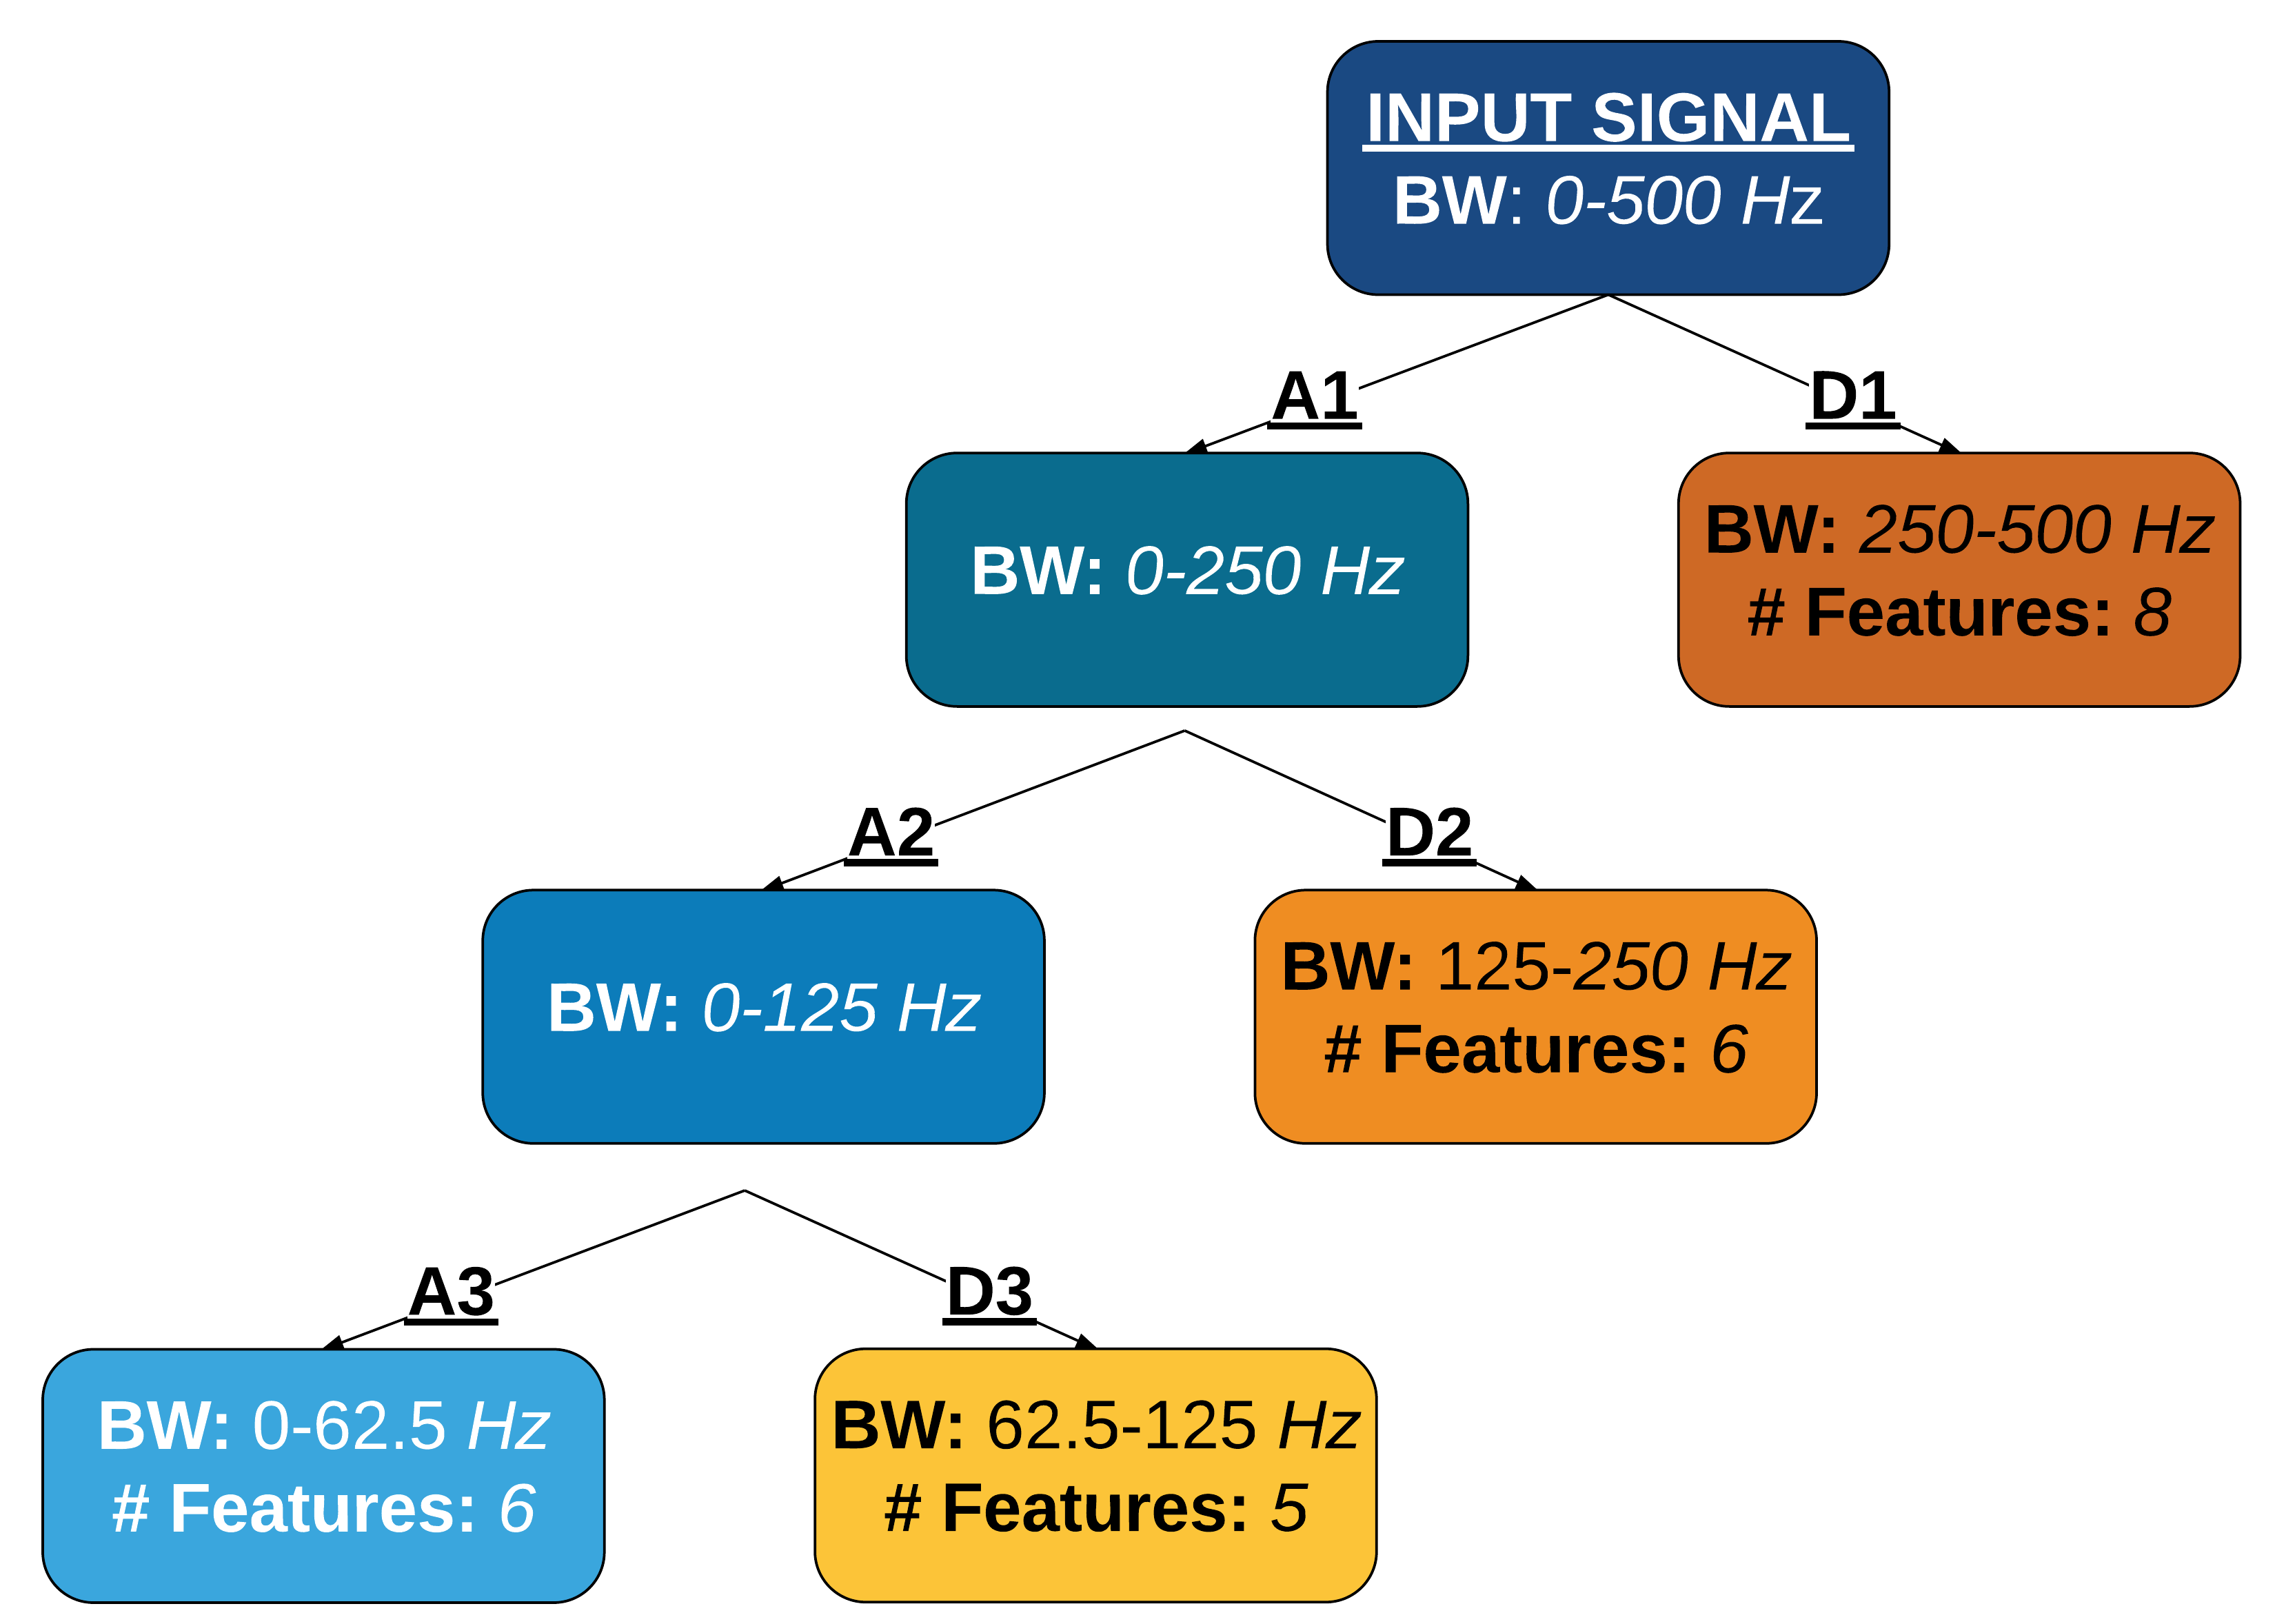 INPUT SIGNAL
BW: 0-500 Hz
A1
D1
BW: 0-250 Hz
BW: 250-500 Hz
# Features: 8
A2
D2
BW: 0-125 Hz
BW: 125-250 Hz
# Features: 6
A3
D3
BW: 0-62.5 Hz
# Features: 6
BW: 62.5-125 Hz
# Features: 5